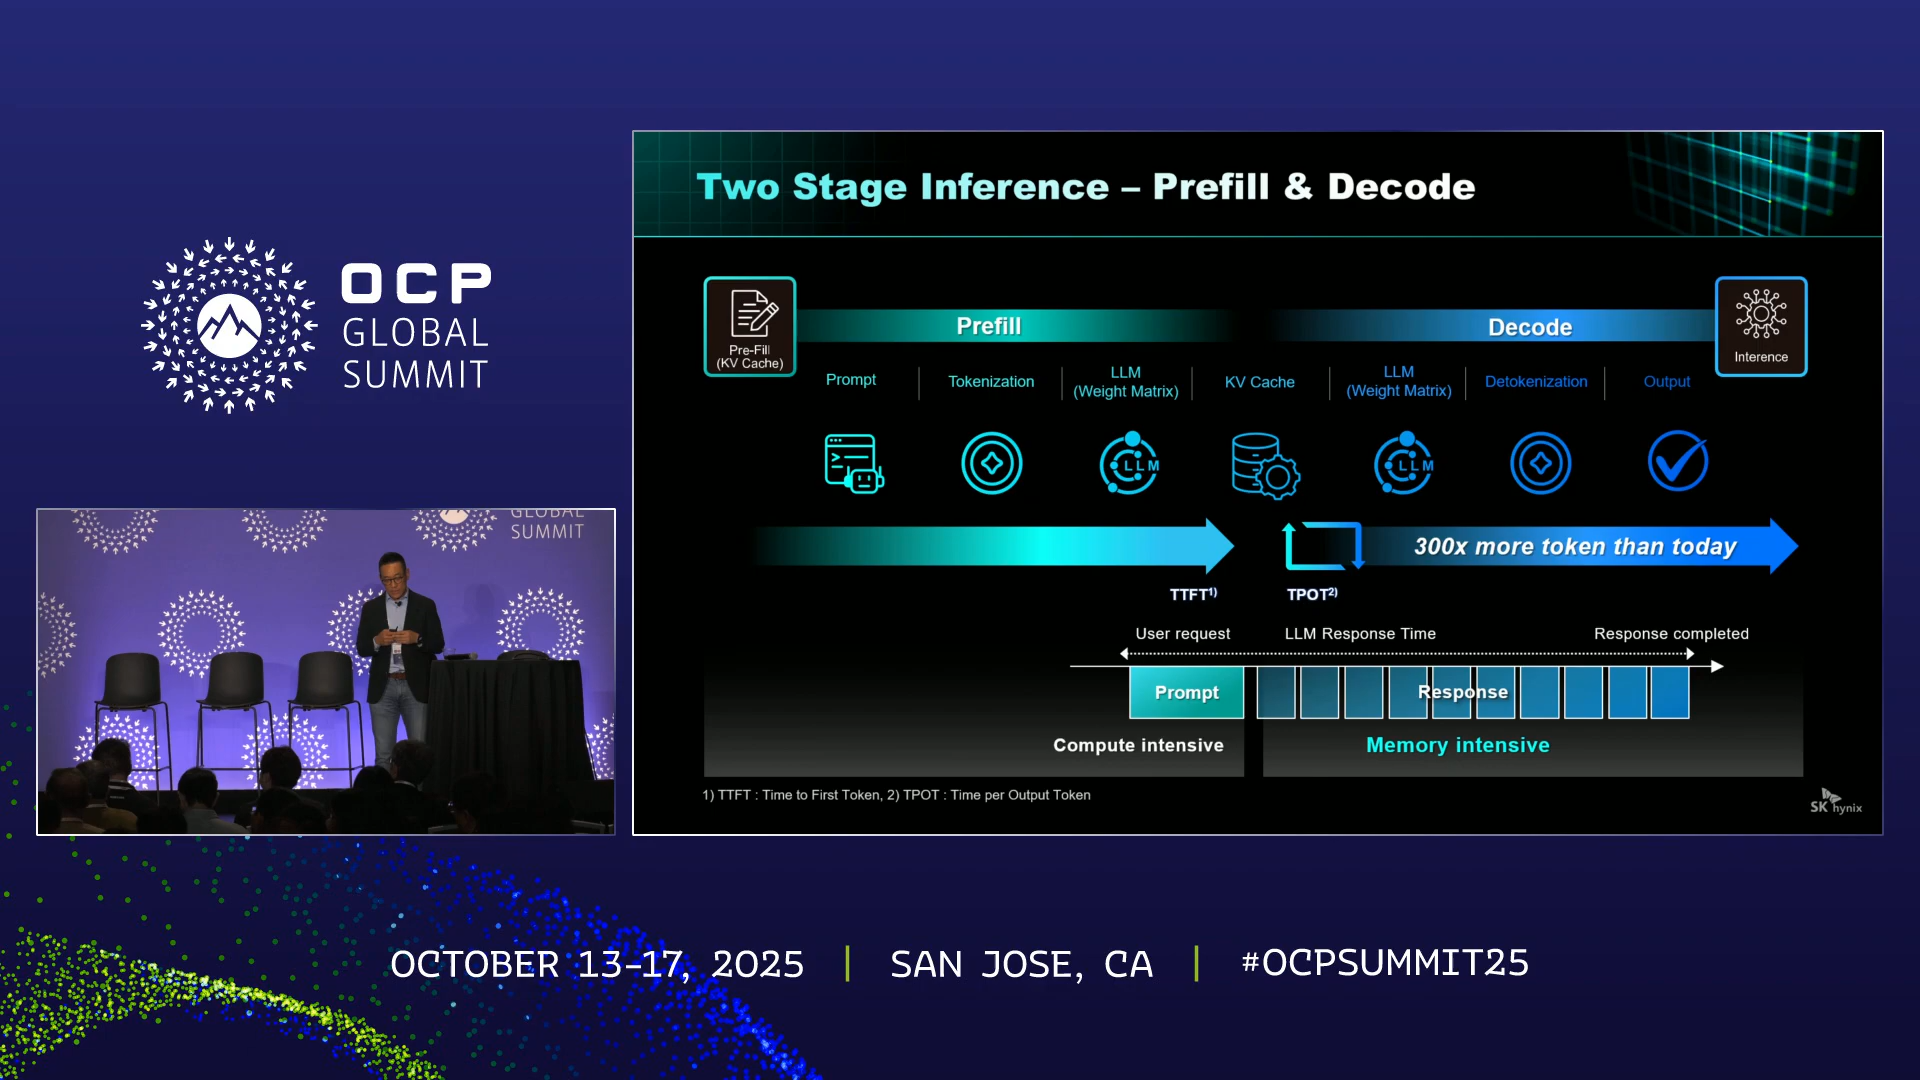 OCP
GLOBAL
SUMMIT
GLOBAL
SUMMIT
Two Stage Inference – Prefill & Decode
Pre-Fill
(KV Cache)
Prefill
Decode
Inference
Prompt
Tokenization
LLM
(Weight Matrix)
KV Cache
LLM
(Weight Matrix)
Detokenization
Output
LLM
LLM
300x more token than today
TTFT1)
TPOT2)
User request
LLM Response Time
Response completed
Prompt
Response
Compute intensive
Memory intensive
1) TTFT : Time to First Token, 2) TPOT : Time per Output Token
SK hynix
OCTOBER 13-17, 2025 | SAN JOSE, CA | #OCPSUMMIT25